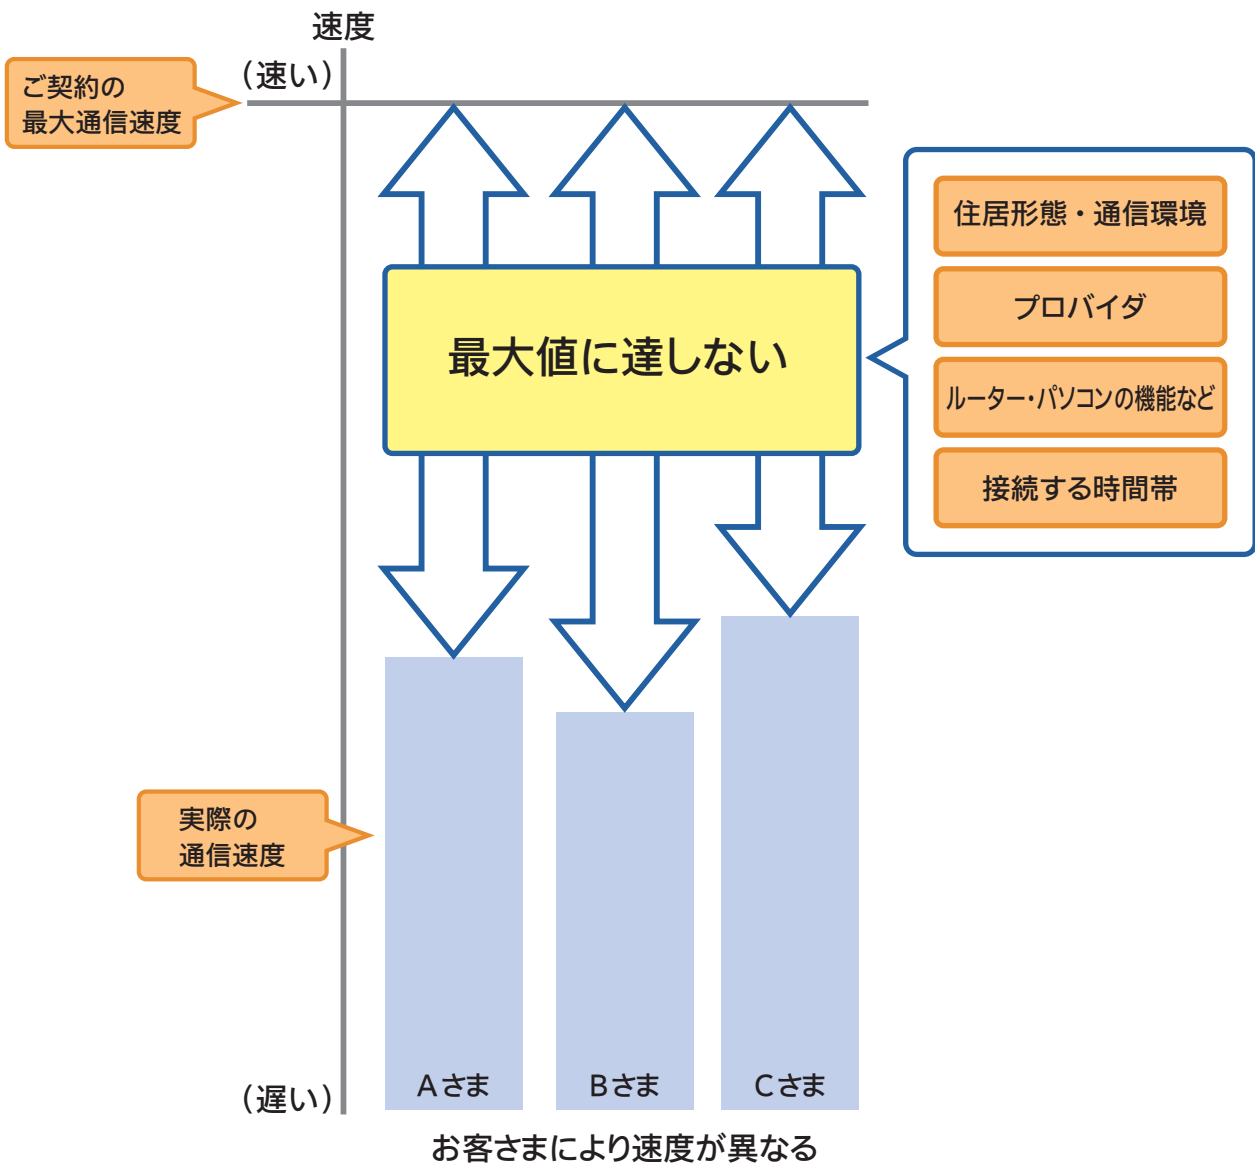 速度
（速い）
ご契約の
最大通信速度
住居形態・通信環境
プロバイダ
ルーター・パソコンの機能など
接続する時間帯
最大値に達しない
実際の
通信速度
Aさま
Bさま
Cさま
（遅い）
お客さまにより速度が異なる